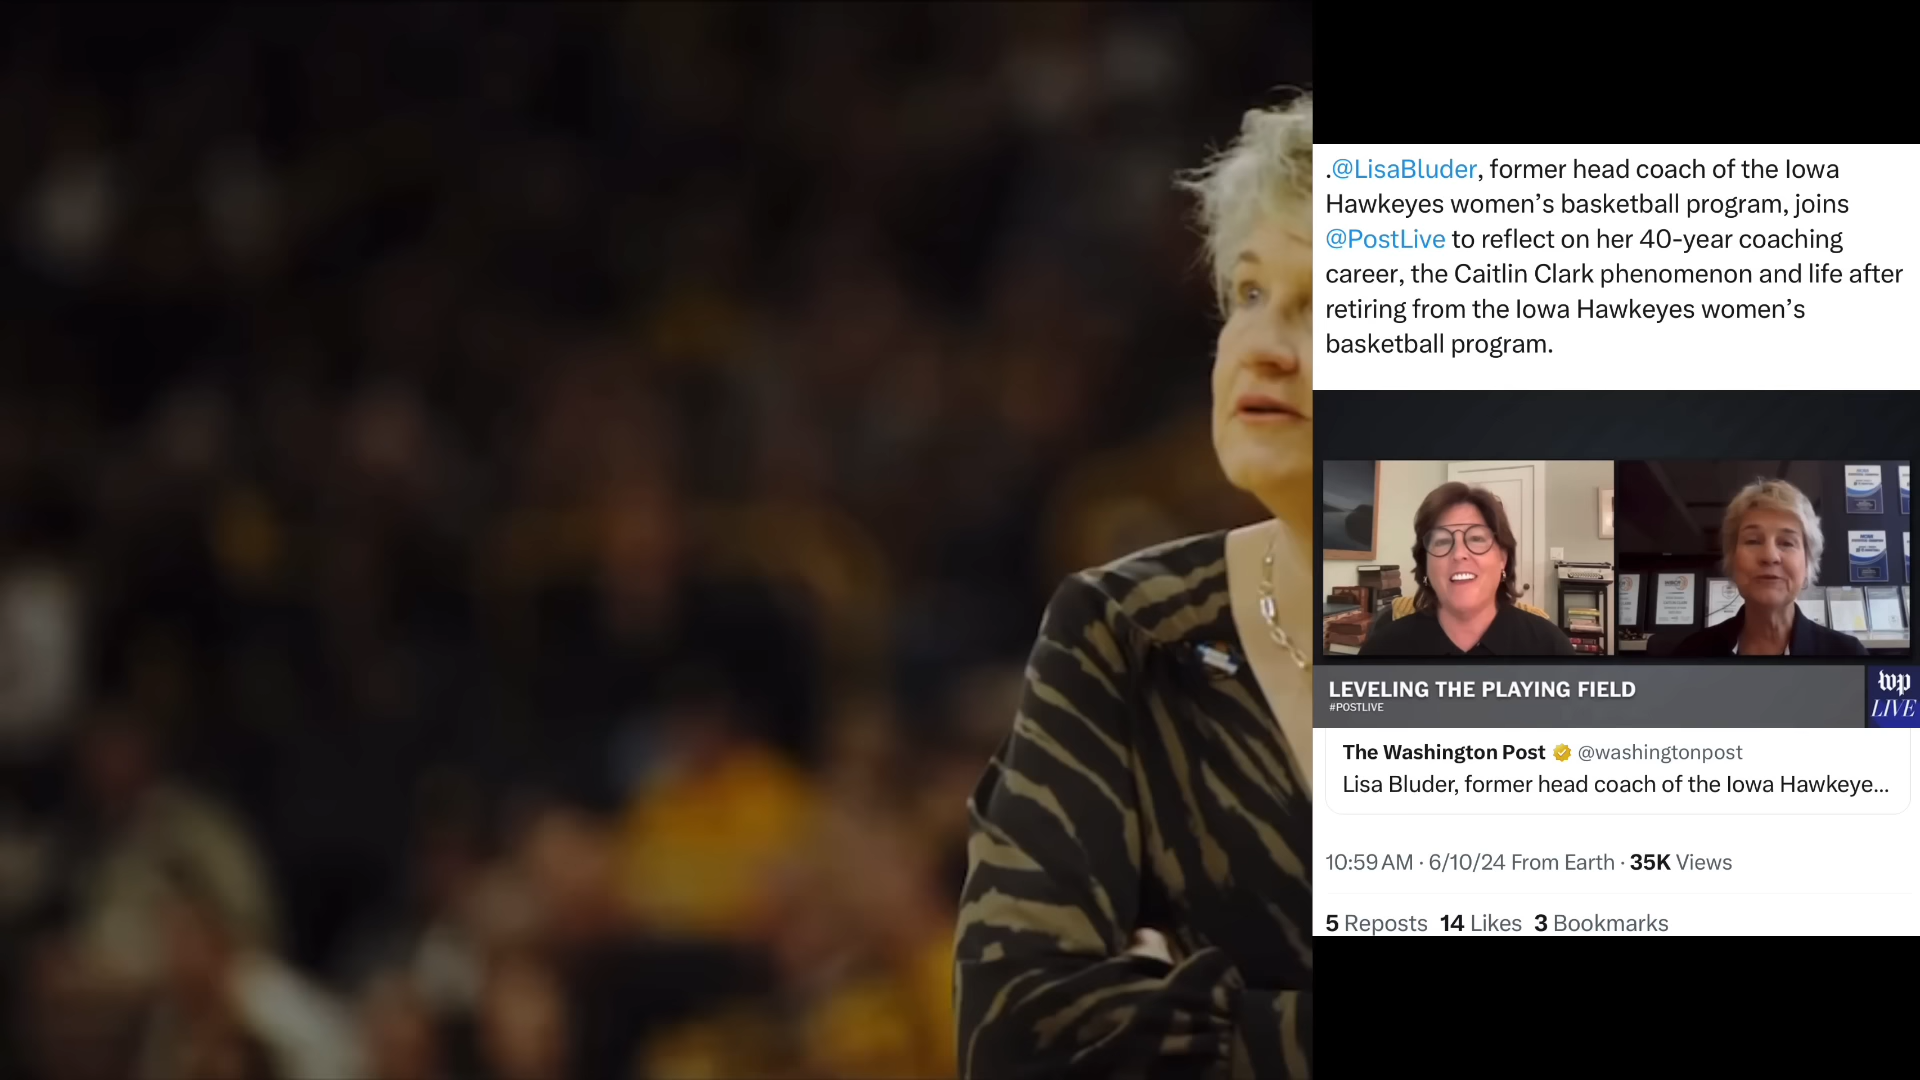 .@LisaBluder, former head coach of the Iowa
Hawkeyes women’s basketball program, joins
@PostLive to reflect on her 40-year coaching
career, the Caitlin Clark phenomenon and life after
retiring from the Iowa Hawkeyes women’s
basketball program.
LEVELING THE PLAYING FIELD
#POSTLIVE
wp
LIVE
The Washington Post @washingtonpost
Lisa Bluder, former head coach of the Iowa Hawkeye...
10:59 AM · 6/10/24 From Earth · 35K Views
5 Reposts 14 Likes 3 Bookmarks